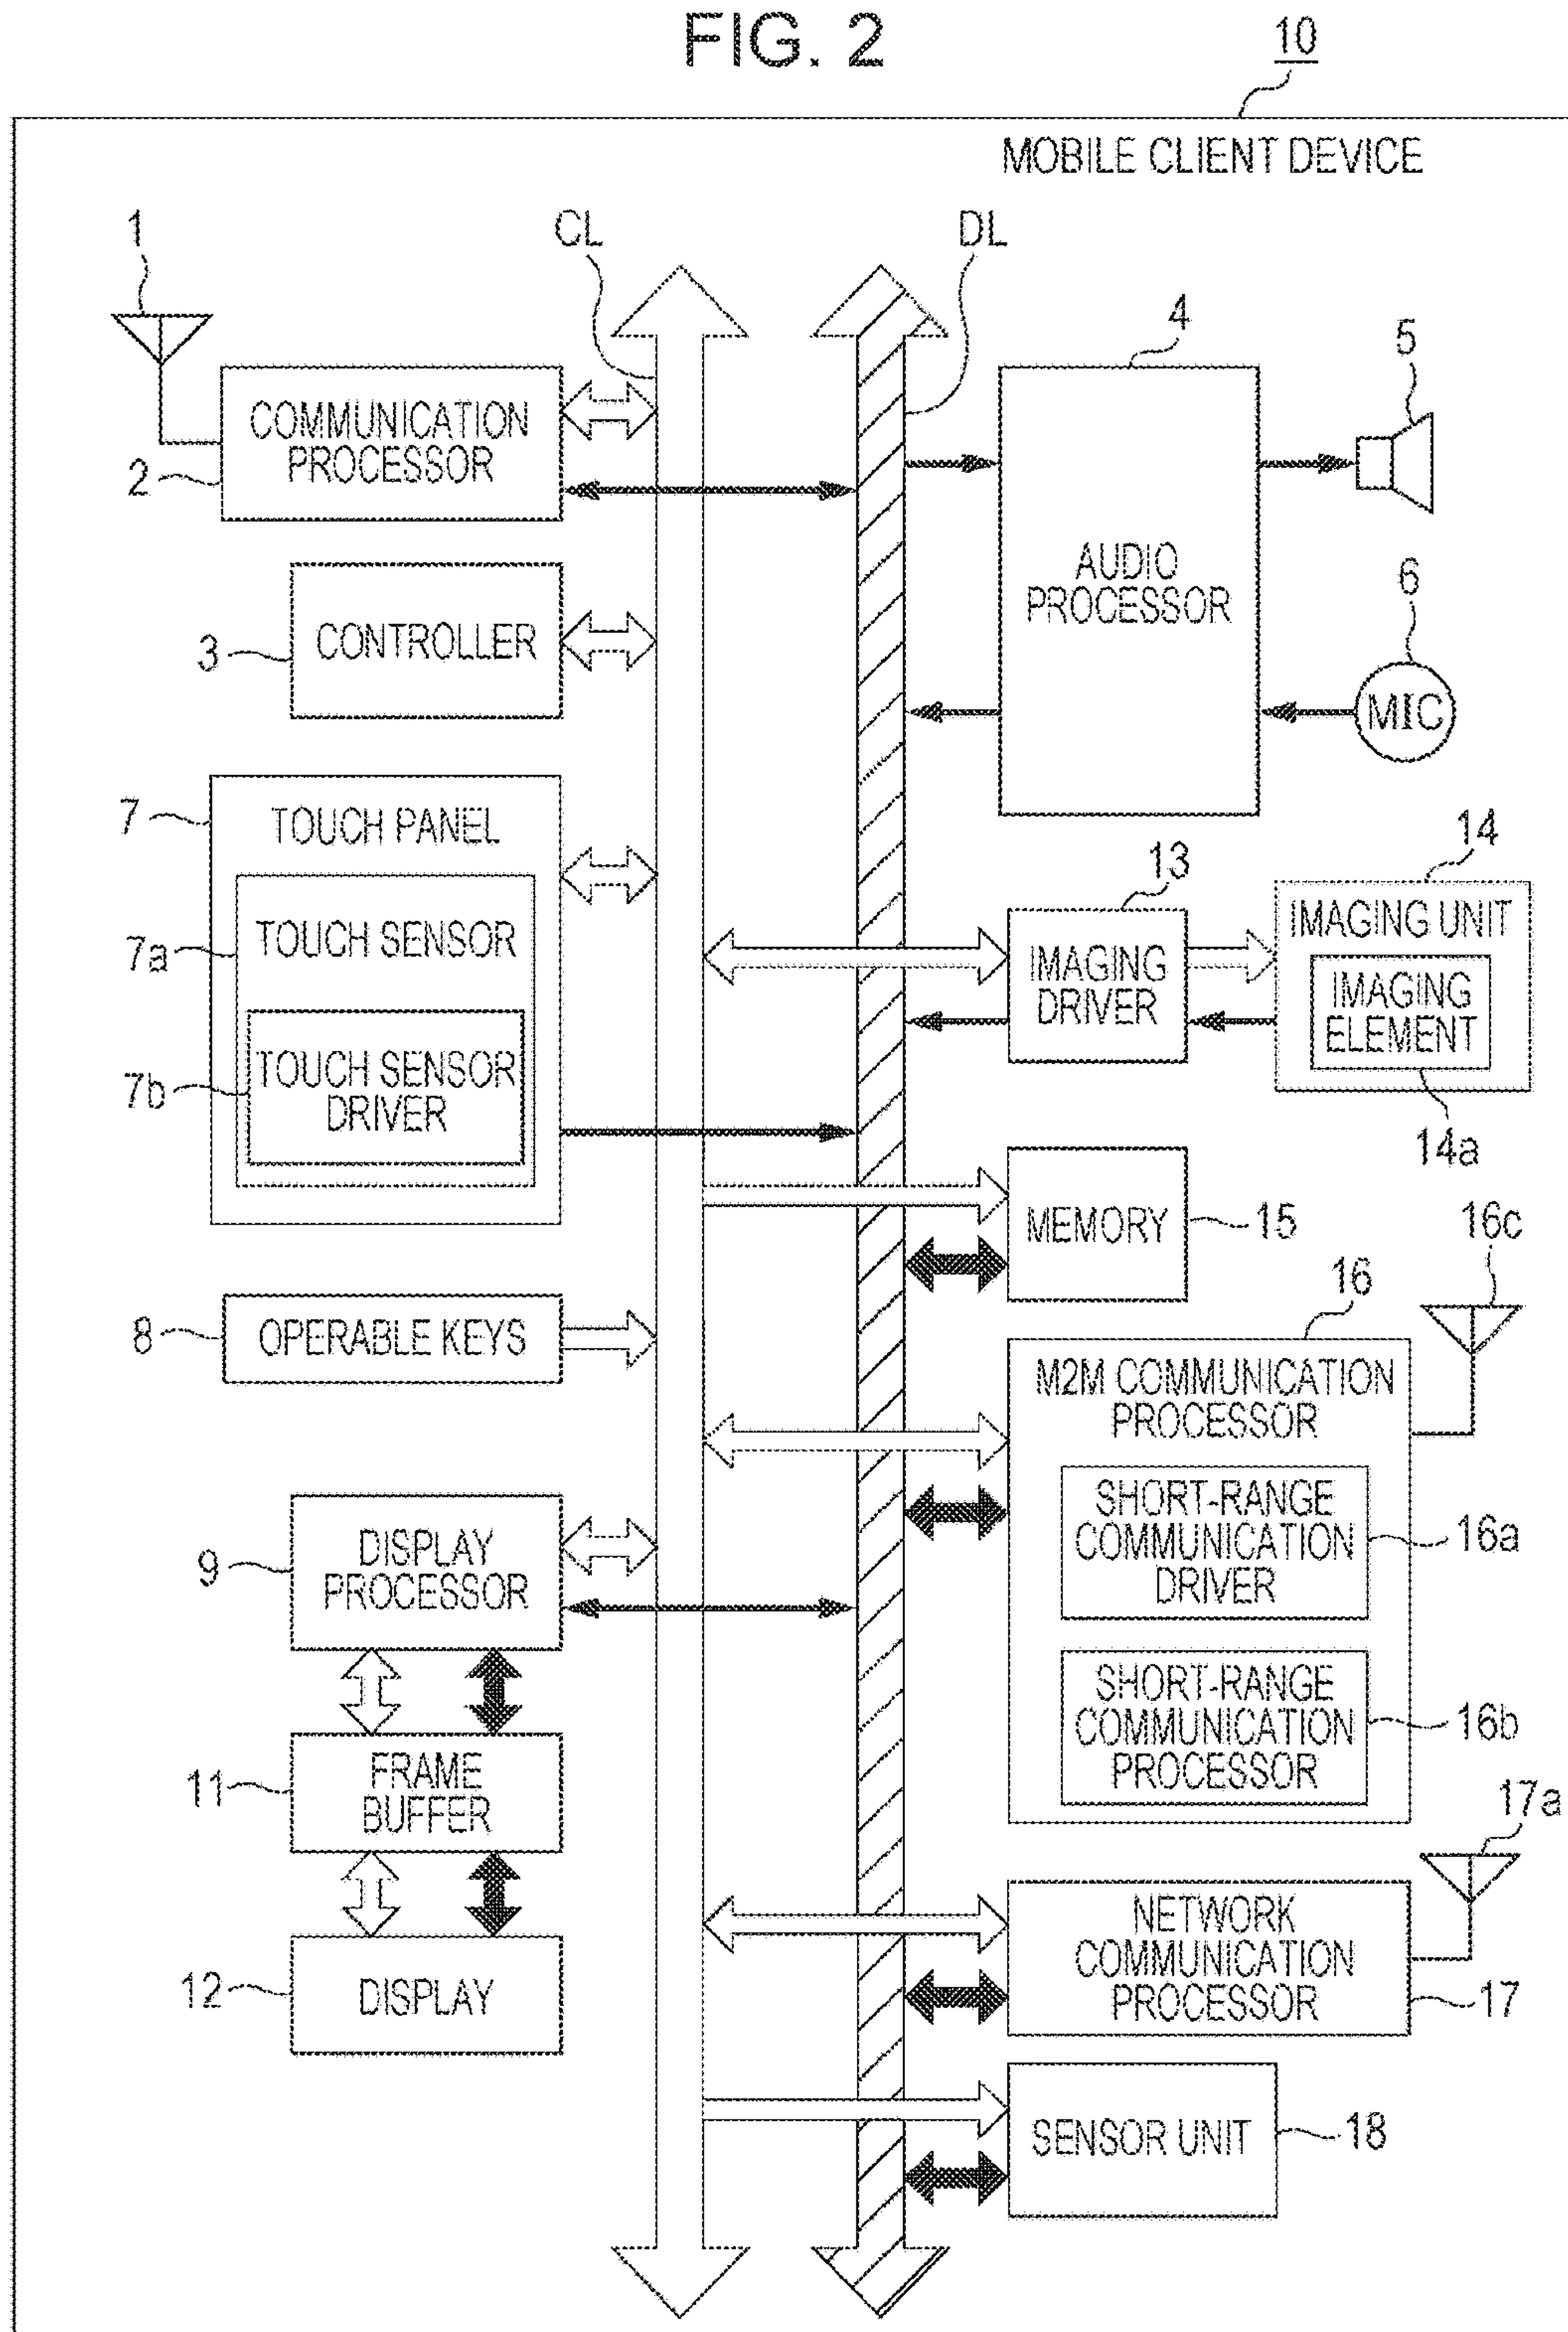 FIG. 2
10
MOBILE CLIENT DEVICE
1
CL
DL
COMMUNICATION
PROCESSOR
2
4
5
AUDIO
PROCESSOR
CONTROLLER
3
6
MIC
7
TOUCH PANEL
7a
TOUCH SENSOR
7b
TOUCH SENSOR
DRIVER
13
IMAGING
DRIVER
14
IMAGING UNIT
IMAGING
ELEMENT
14a
MEMORY
15
8
OPERABLE KEYS
16
16c
M2M COMMUNICATION
PROCESSOR
SHORT-RANGE
COMMUNICATION
DRIVER
16a
SHORT-RANGE
COMMUNICATION
PROCESSOR
16b
9
DISPLAY
PROCESSOR
11
FRAME
BUFFER
12
DISPLAY
17a
NETWORK
COMMUNICATION
PROCESSOR
17
SENSOR UNIT
18